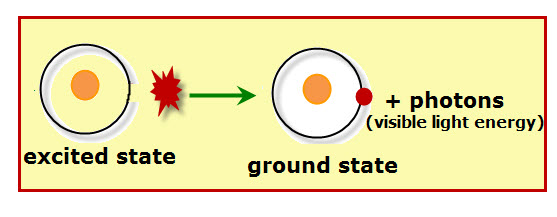 + photons
(visible light energy)
excited state
ground state